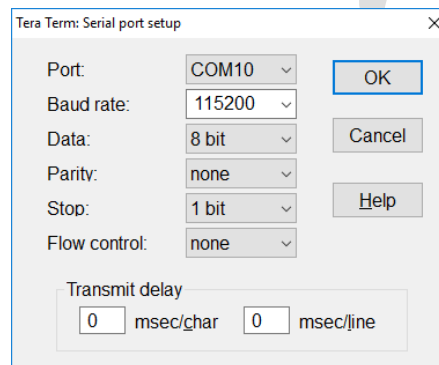 Tera Term: Serial port setup
Port: COM10
Baud rate: 115200
Data: 8 bit
Parity: none
Stop: 1 bit
Flow control: none
OK
Cancel
Help
Transmit delay
0 msec/char 0 msec/line